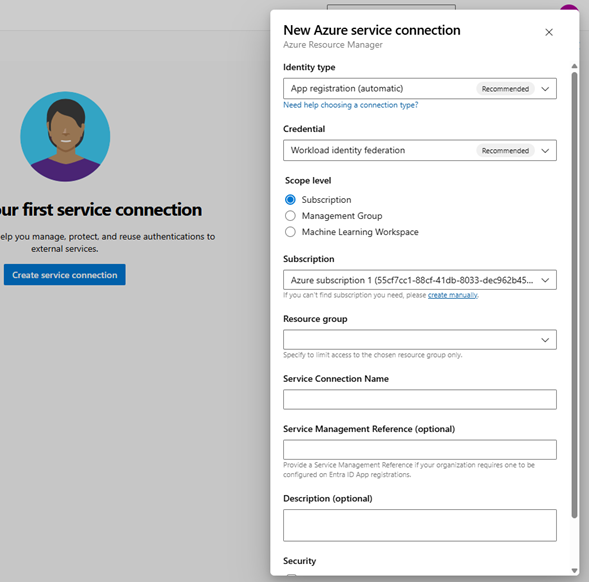 New Azure service connection
Azure Resource Manager
Identity type
App registration (automatic) Recommended
Need help choosing a connection type?
Credential
Workload identity federation Recommended
Scope level
Subscription
Management Group
Machine Learning Workspace
Subscription
Azure subscription 1 (55cf7cc1-88cf-41db-8033-dec962b45...
If you can't find subscription you need, please create manually.
Resource group
Specify to limit access to the chosen resource group only.
Service Connection Name
Service Management Reference (optional)
Provide a Service Management Reference if your organization requires one to be
configured on Entra ID App registrations.
Description (optional)
Security
ur first service connection
elp you manage, protect, and reuse authentications to
external services.
Create service connection